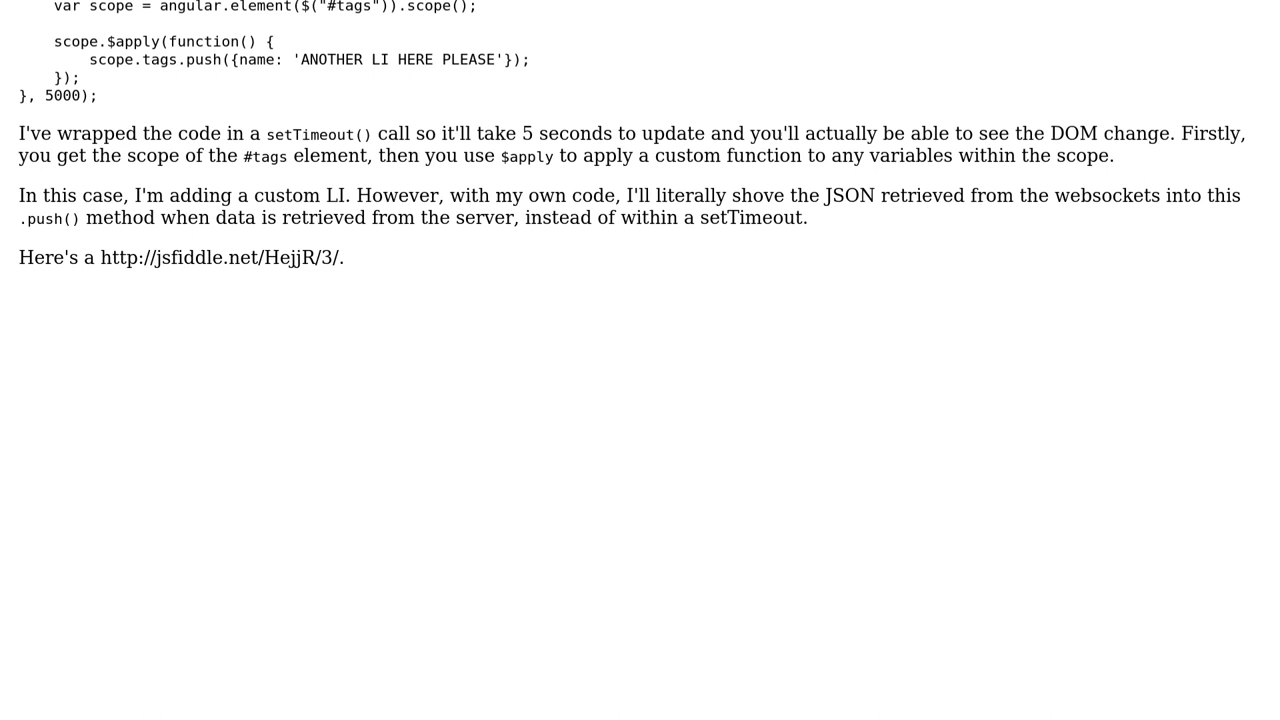 var scope = angular.element($("#tags")).scope();
    scope.$apply(function() {
        scope.tags.push({name: 'ANOTHER LI HERE PLEASE'});
    });
}, 5000);
I've wrapped the code in a setTimeout() call so it'll take 5 seconds to update and you'll actually be able to see the DOM change. Firstly,
you get the scope of the #tags element, then you use $apply to apply a custom function to any variables within the scope.
In this case, I'm adding a custom LI. However, with my own code, I'll literally shove the JSON retrieved from the websockets into this
.push() method when data is retrieved from the server, instead of within a setTimeout.
Here's a http://jsfiddle.net/HejjR/3/.